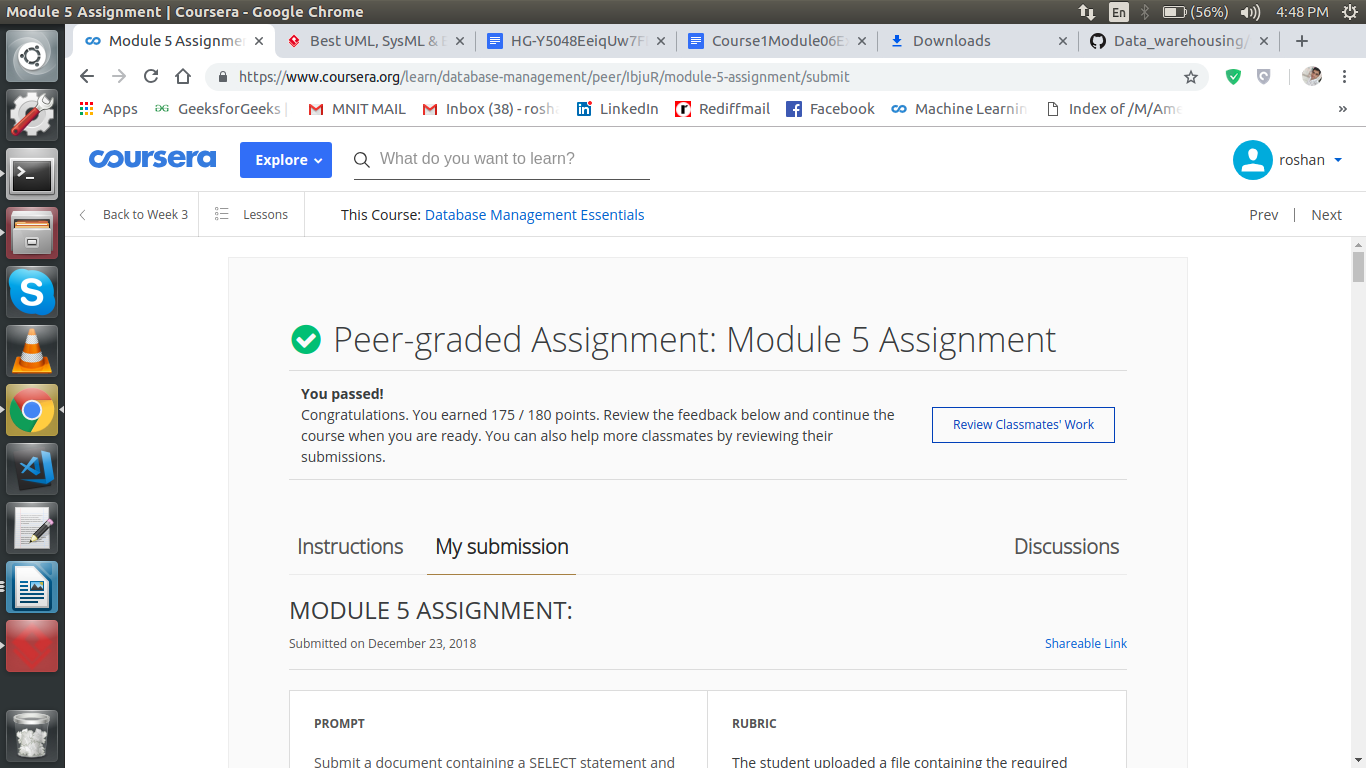 Module 5 Assignment | Coursera - Google Chrome
En
(56%)
4:48 PM
Module 5 Assignme
Best UML, SysML & B
HG-Y5048EeiqUw7F
Course1Module06E
Downloads
Data_warehousing/
https://www.coursera.org/learn/database-management/peer/IbjuR/module-5-assignment/submit
Apps
GeeksforGeeks |
MNIT MAIL
Inbox (38) - rosh
LinkedIn
Rediffmail
Facebook
Machine Learnin
Index of /M/Ame
»
coursera
Explore
What do you want to learn?
roshan
Back to Week 3
Lessons
This Course: Database Management Essentials
Prev | Next
Peer-graded Assignment: Module 5 Assignment
You passed!
Congratulations. You earned 175 / 180 points. Review the feedback below and continue the
course when you are ready. You can also help more classmates by reviewing their
submissions.
Review Classmates' Work
Instructions
My submission
Discussions
MODULE 5 ASSIGNMENT:
Submitted on December 23, 2018
Shareable Link
PROMPT
Submit a document containing a SELECT statement and
RUBRIC
The student uploaded a file containing the required